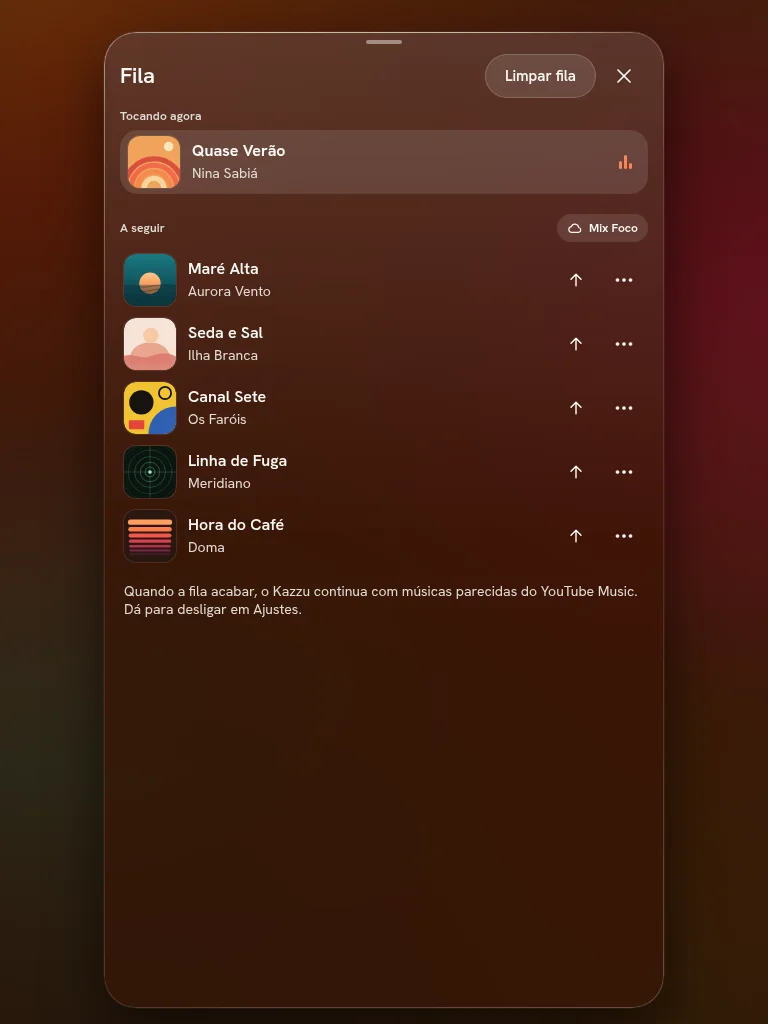 Fila
Limpar fila
Tocando agora
Quase Verão
Nina Sabiá
A seguir
Mix Foco
Maré Alta
Aurora Vento
Seda e Sal
Ilha Branca
Canal Sete
Os Faróis
Linha de Fuga
Meridiano
Hora do Café
Doma
Quando a fila acabar, o Kazzu continua com músicas parecidas do YouTube Music.
Dá para desligar em Ajustes.